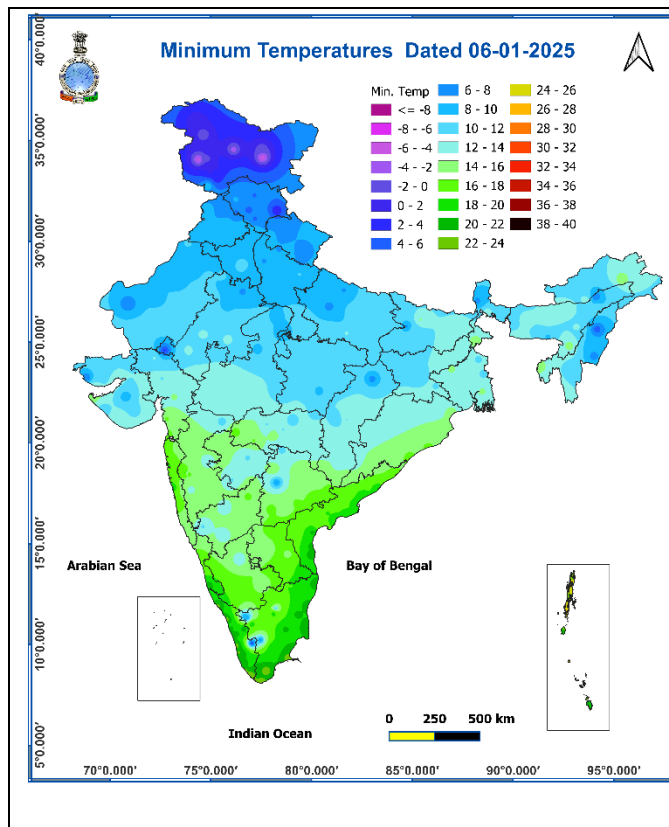 Minimum Temperatures Dated 06-01-2025
Min. Temp
<= -8
-8 - -6
-6 - -4
-4 - -2
-2 - 0
0 - 2
2 - 4
4 - 6
6 - 8
8 - 10
10 - 12
12 - 14
14 - 16
16 - 18
18 - 20
20 - 22
22 - 24
24 - 26
26 - 28
28 - 30
30 - 32
32 - 34
34 - 36
36 - 38
38 - 40
40°0.000'
35°0.000'
30°0.000'
25°0.000'
20°0.000'
15°0.000'
10°0.000'
5°0.000'
Arabian Sea
Bay of Bengal
Indian Ocean
0 250 500 km
70°0.000' 75°0.000' 80°0.000' 85°0.000' 90°0.000' 95°0.000'